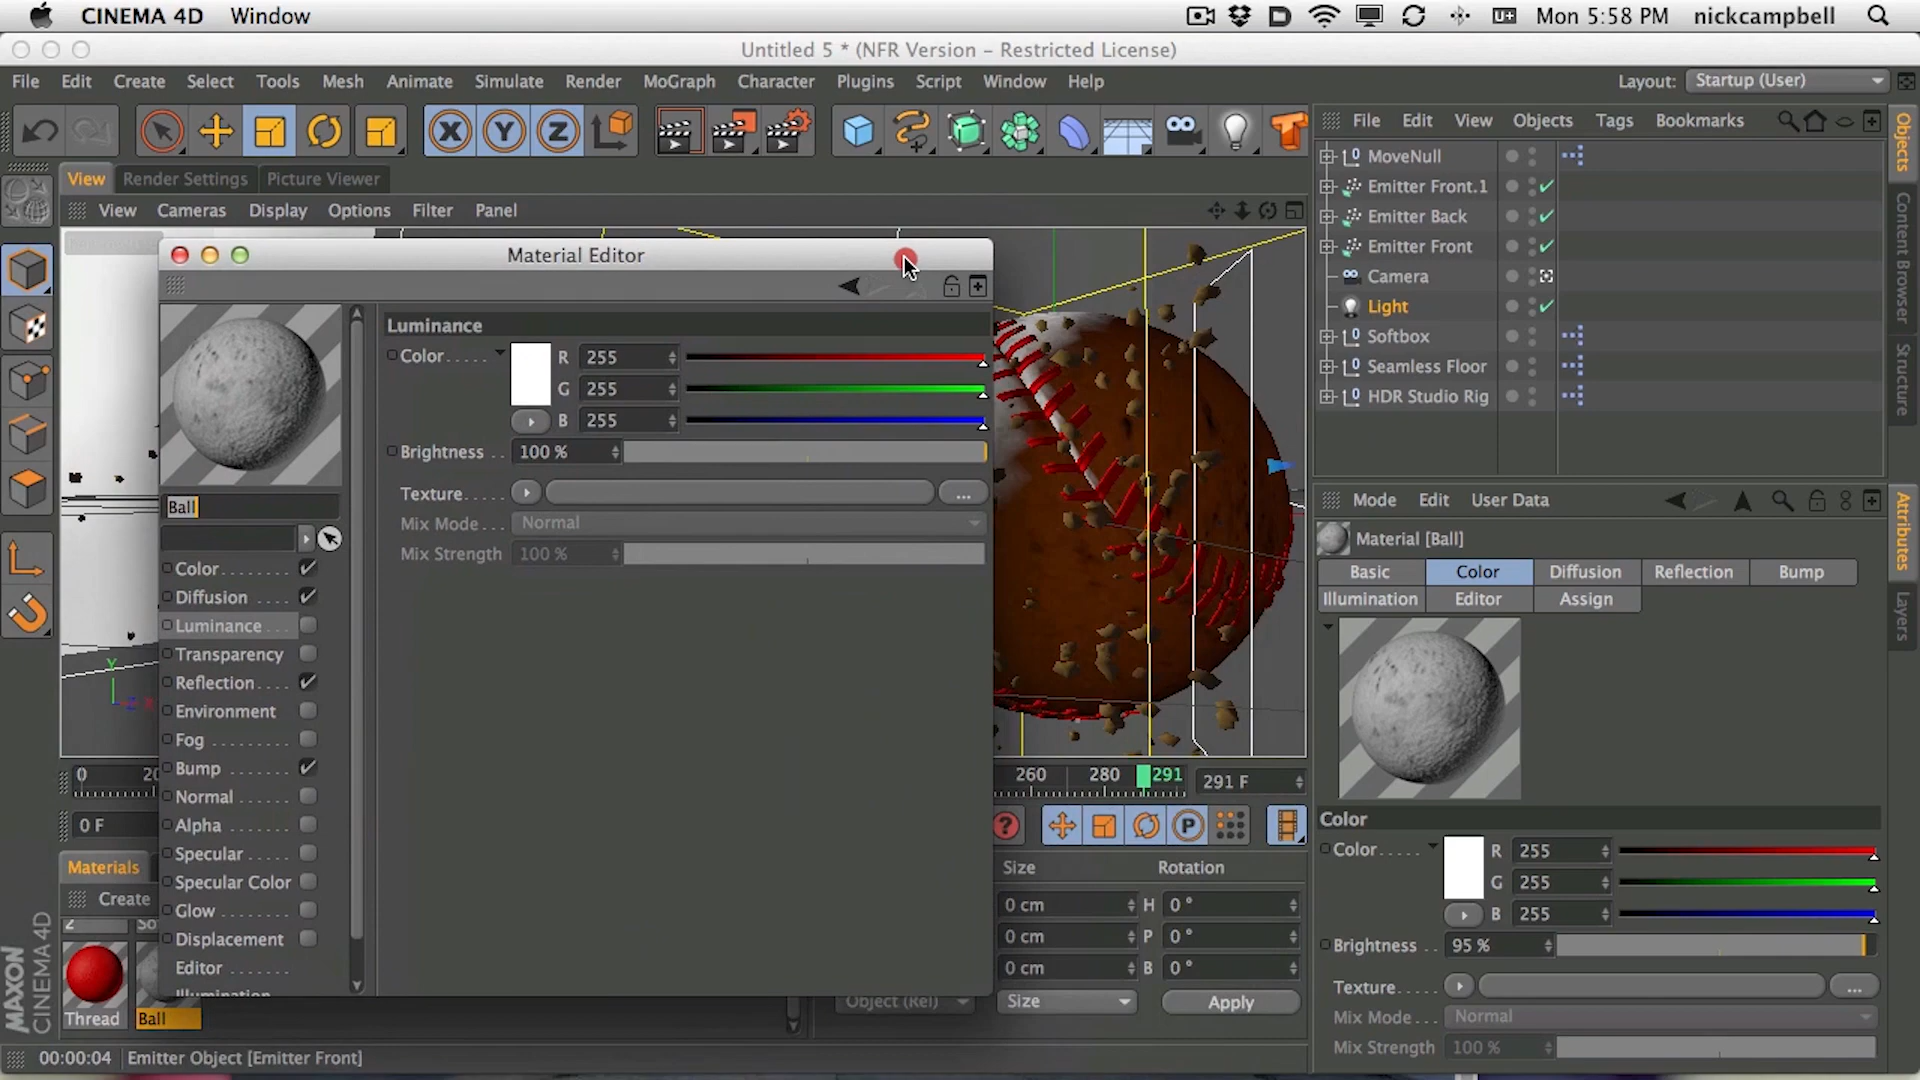 CINEMA 4D Window Mon 5:58 PM nickcampbell
Untitled 5 * (NFR Version - Restricted License)
File Edit Create Select Tools Mesh Animate Simulate Render MoGraph Character Plugins Script Window Help Layout: Startup (User)
X Y Z
File Edit View Objects Tags Bookmarks
View Render Settings Picture Viewer
View Cameras Display Options Filter Panel
MoveNull
Emitter Front.1
Emitter Back
Emitter Front
Camera
Light
Softbox
Seamless Floor
HDR Studio Rig
Objects
Content Browser
Structure
Material Editor
Luminance
Color..... R 255
G 255
B 255
Brightness .. 100 %
Texture..... ...
Mix Mode... Normal
Mix Strength 100 %
Ball
Color
Diffusion
Luminance
Transparency
Reflection
Environment
Fog
Bump
Normal
Alpha
Specular
Specular Color
Glow
Displacement
Editor
Illumination
Y
Z X
Mode Edit User Data
Material [Ball]
Basic Color Diffusion Reflection Bump
Illumination Editor Assign
Attributes
Layers
Color
Color..... R 255
G 255
B 255
Brightness .. 95 %
Texture..... ...
Mix Mode... Normal
Mix Strength 100 %
0 260 280 291 291 F
0 F
P
Materials
Create
Size Rotation
0 cm H 0 °
0 cm P 0 °
0 cm B 0 °
Object (Rel) Size Apply
Thread Ball
MAXON
CINEMA 4D
00:00:04 Emitter Object [Emitter Front]